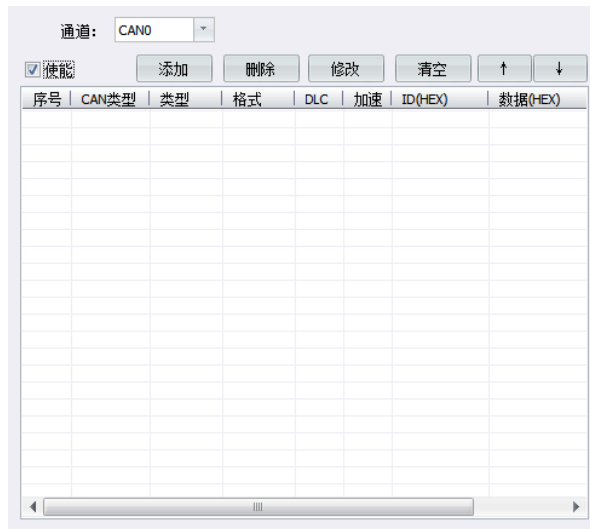 通道： CAN0
使能 添加 删除 修改 清空 ↑ ↓
序号 CAN类型 类型 格式 DLC 加速 ID(HEX) 数据(HEX)